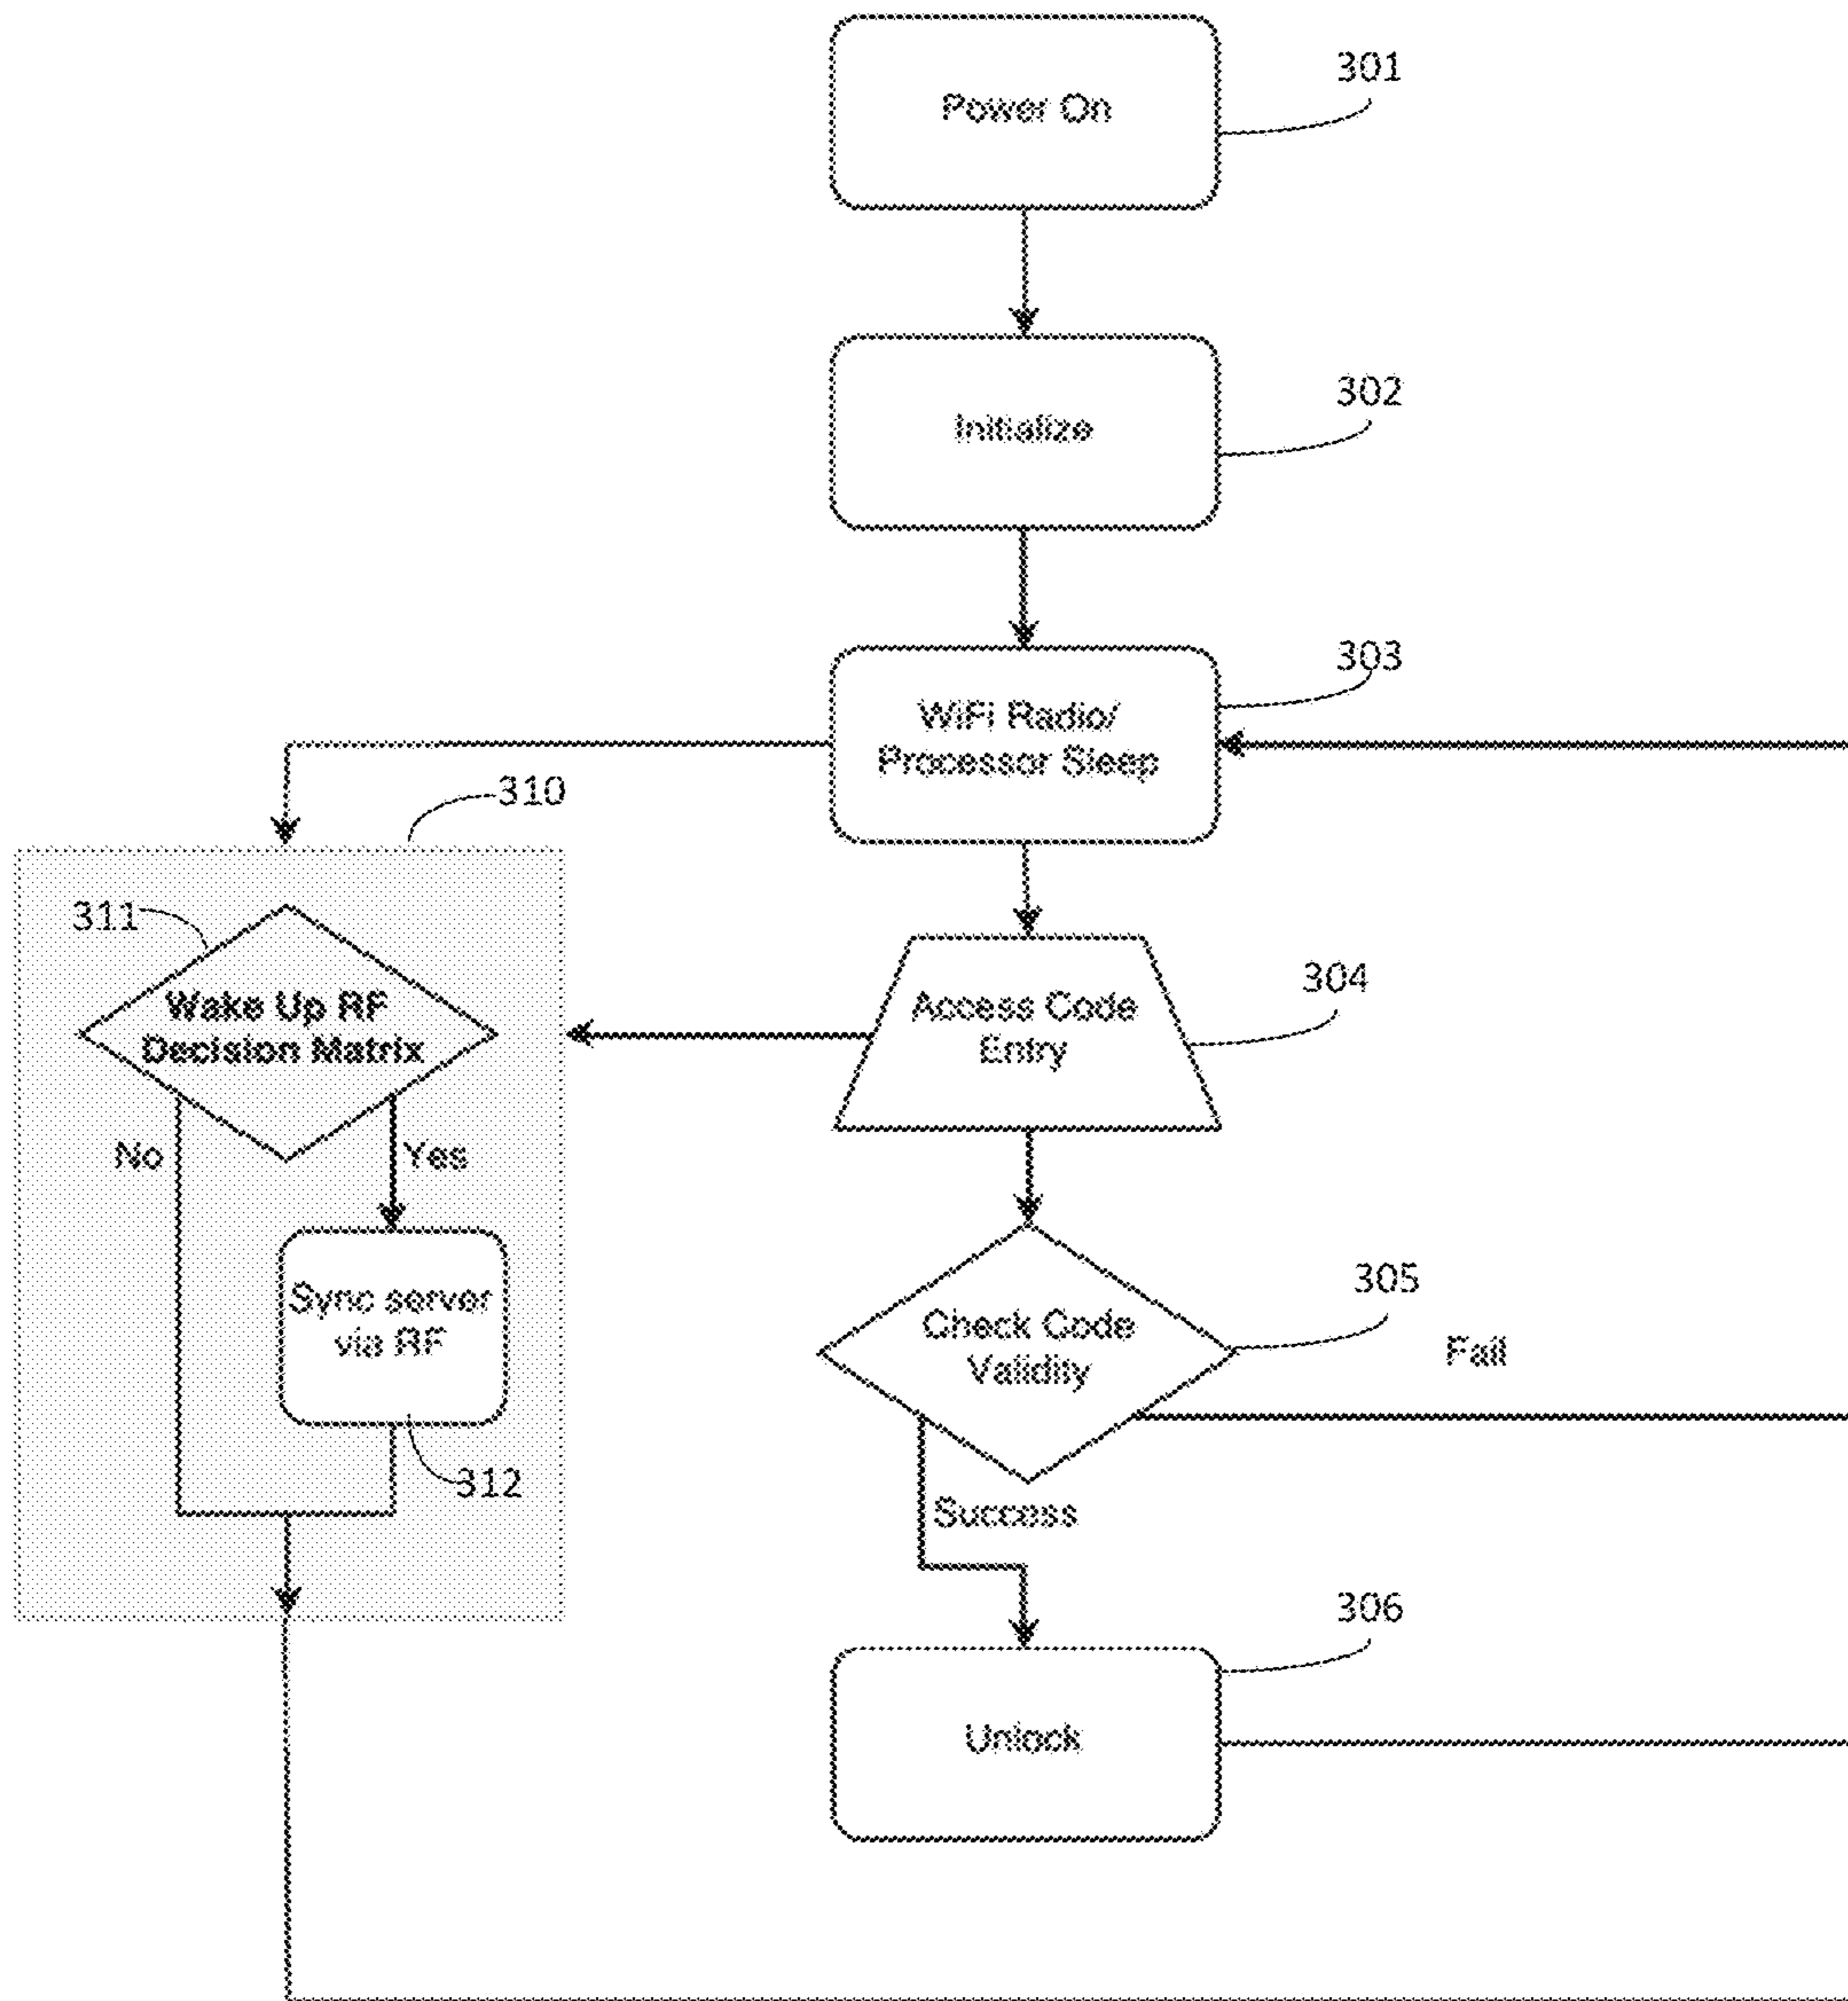 301
Power On
302
Initialize
303
WiFi Radio/
Processor Sleep
310
311
Wake Up RF
Decision Matrix
304
Access Code
Entry
No
Yes
Sync server
via RF
312
305
Check Code
Validity
Fail
Success
306
Unlock